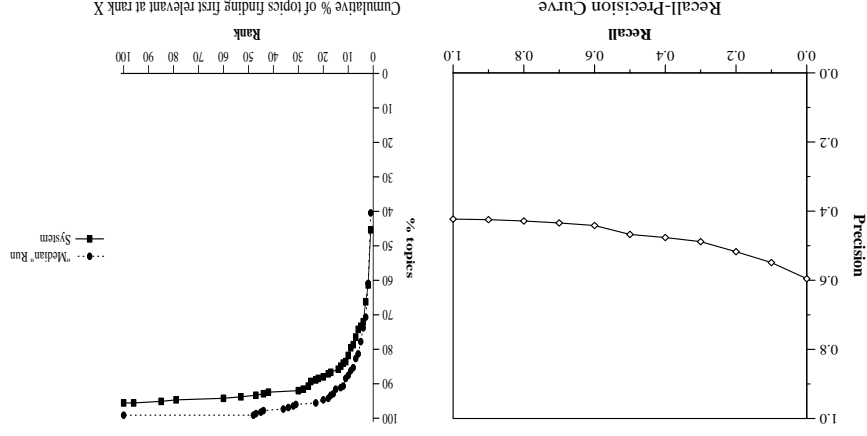 1.0
0.8
0.6
0.4
0.2
0.0
Precision
0.0 0.2 0.4 0.6 0.8 1.0
Recall
Recall-Precision Curve
100
90
80
70
60
50
40
30
20
10
0
% topics
"Median" Run
System
0 10 20 30 40 50 60 70 80 90 100
Rank
Cumulative % of topics finding first relevant at rank X